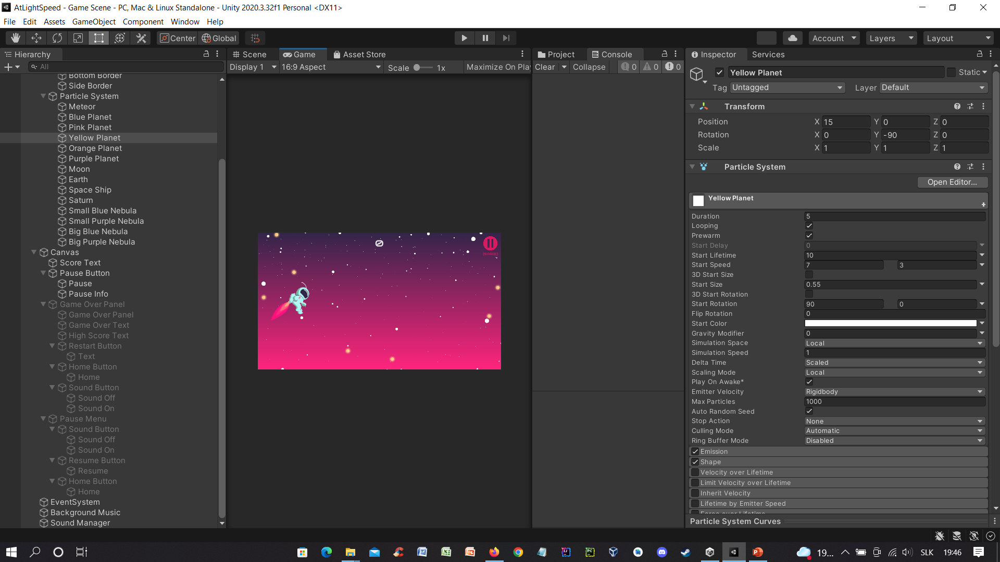 AtLightSpeed - Game Scene - PC, Mac & Linux Standalone - Unity 2020.3.32f1 Personal <DX11>
File Edit Assets GameObject Component Window Help
Center Global
Account Layers Layout
Hierarchy
All
Bottom Border
Side Border
Particle System
Meteor
Blue Planet
Pink Planet
Yellow Planet
Orange Planet
Purple Planet
Moon
Earth
Space Ship
Saturn
Small Blue Nebula
Small Purple Nebula
Big Blue Nebula
Big Purple Nebula
Canvas
Score Text
Pause Button
Pause
Pause Info
Game Over Panel
Game Over Panel
Game Over Text
High Score Text
Restart Button
Text
Home Button
Home
Sound Button
Sound Off
Sound On
Pause Menu
Sound Button
Sound Off
Sound On
Resume Button
Resume
Home Button
Home
EventSystem
Background Music
Sound Manager
Scene Game Asset Store
Display 1 16:9 Aspect Scale 1x Maximize On Play
0
Project Console
Clear Collapse 0 0 0
Inspector Services
Yellow Planet Static
Tag Untagged Layer Default
Transform
Position X 15 Y 0 Z 0
Rotation X 0 Y -90 Z 0
Scale X 1 Y 1 Z 1
Particle System
Open Editor...
Yellow Planet
Duration 5
Looping
Prewarm
Start Delay 0
Start Lifetime 10
Start Speed 7 3
3D Start Size
Start Size 0.55
3D Start Rotation
Start Rotation 90 0
Flip Rotation 0
Start Color
Gravity Modifier 0
Simulation Space Local
Simulation Speed 1
Delta Time Scaled
Scaling Mode Local
Play On Awake*
Emitter Velocity Rigidbody
Max Particles 1000
Auto Random Seed
Stop Action None
Culling Mode Automatic
Ring Buffer Mode Disabled
Emission
Shape
Velocity over Lifetime
Limit Velocity over Lifetime
Inherit Velocity
Lifetime by Emitter Speed
Force over Lifetime
Particle System Curves
19... SLK 19:46